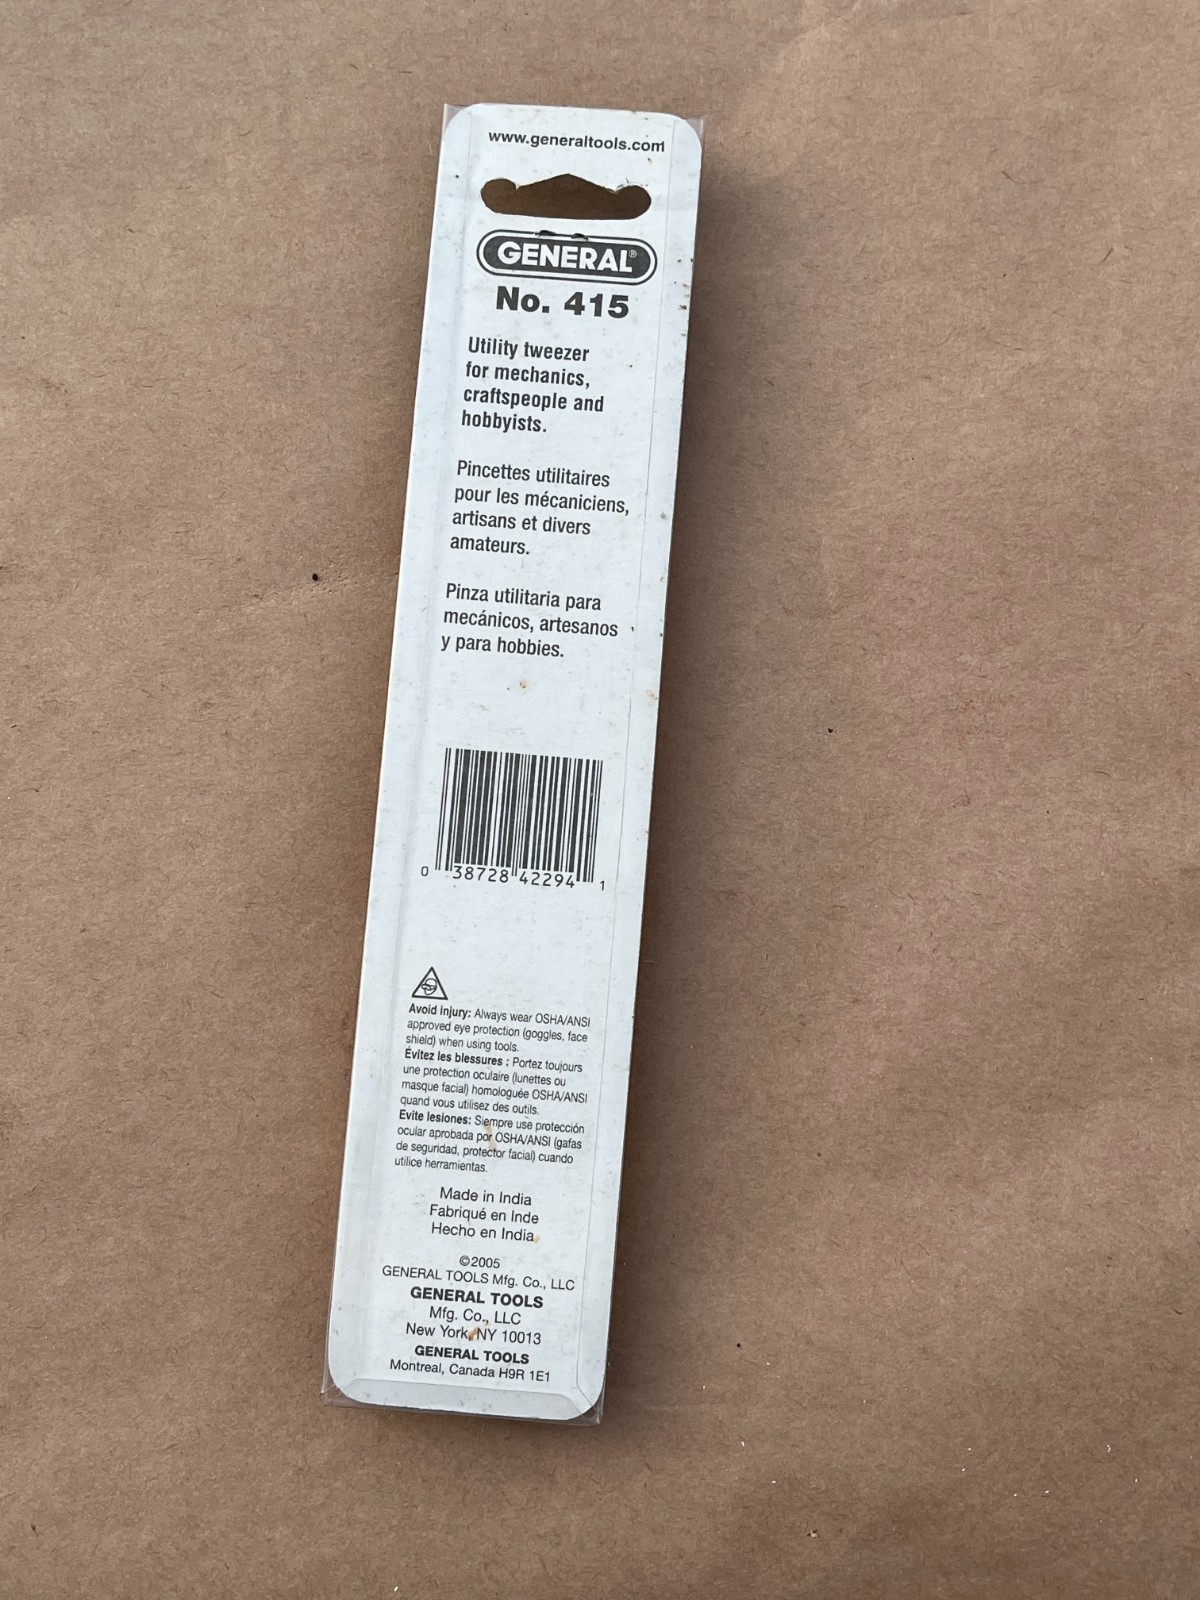 www.generaltools.com
GENERAL®
No. 415
Utility tweezer
for mechanics,
craftspeople and
hobbyists.
Pincettes utilitaires
pour les mécaniciens,
artisans et divers
amateurs.
Pinza utilitaria para
mecánicos, artesanos
y para hobbies.
0 38728 42294 1
Avoid injury: Always wear OSHA/ANSI
approved eye protection (goggles, face
shield) when using tools.
Évitez les blessures : Portez toujours
une protection oculaire (lunettes ou
masque facial) homologuée OSHA/ANSI
quand vous utilisez des outils.
Evite lesiones: Siempre use protección
ocular aprobada por OSHA/ANSI (gafas
de seguridad, protector facial) cuando
utilice herramientas.
Made in India
Fabriqué en Inde
Hecho en India
©2005
GENERAL TOOLS Mfg. Co., LLC
GENERAL TOOLS
Mfg. Co., LLC
New York, NY 10013
GENERAL TOOLS
Montreal, Canada H9R 1E1